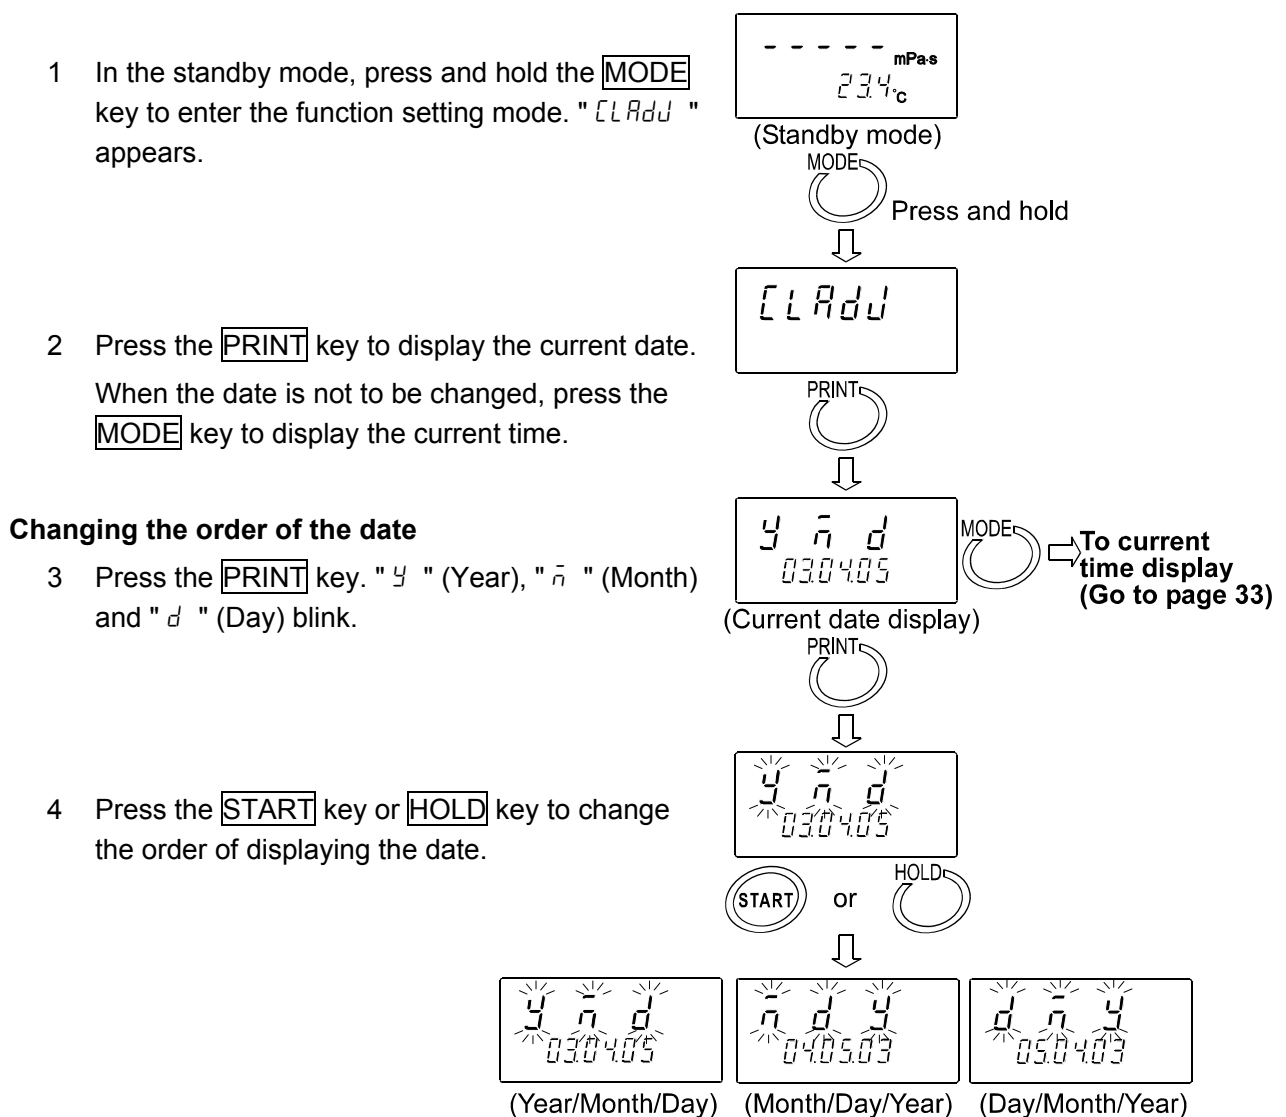 1 In the standby mode, press and hold the MODE
key to enter the function setting mode. " CLAdJ "
appears.
2 Press the PRINT key to display the current date.
When the date is not to be changed, press the
MODE key to display the current time.
Changing the order of the date
3 Press the PRINT key. " y " (Year), " n̄ " (Month)
and " d " (Day) blink.
4 Press the START key or HOLD key to change
the order of displaying the date.
- - - - - mPa·s
23.4 °C
(Standby mode)
MODE
Press and hold
CLAdJ
PRINT
y n̄ d
03.04.05
(Current date display)
MODE
To current
time display
(Go to page 33)
PRINT
y n̄ d
03.04.05
START or HOLD
y n̄ d
03.04.05
(Year/Month/Day)
n̄ d y
04.05.03
(Month/Day/Year)
d n̄ y
05.04.03
(Day/Month/Year)